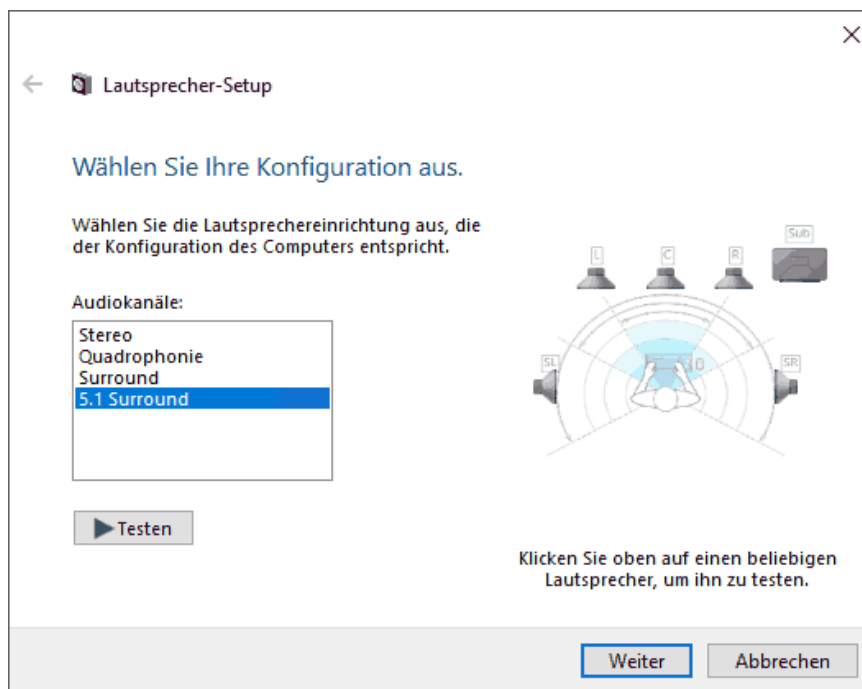 Lautsprecher-Setup
Wählen Sie Ihre Konfiguration aus.
Wählen Sie die Lautsprechereinrichtung aus, die
der Konfiguration des Computers entspricht.
Audiokanäle:
Stereo
Quadrophonie
Surround
5.1 Surround
Testen
L
C
R
Sub
SL
SR
Klicken Sie oben auf einen beliebigen
Lautsprecher, um ihn zu testen.
Weiter
Abbrechen